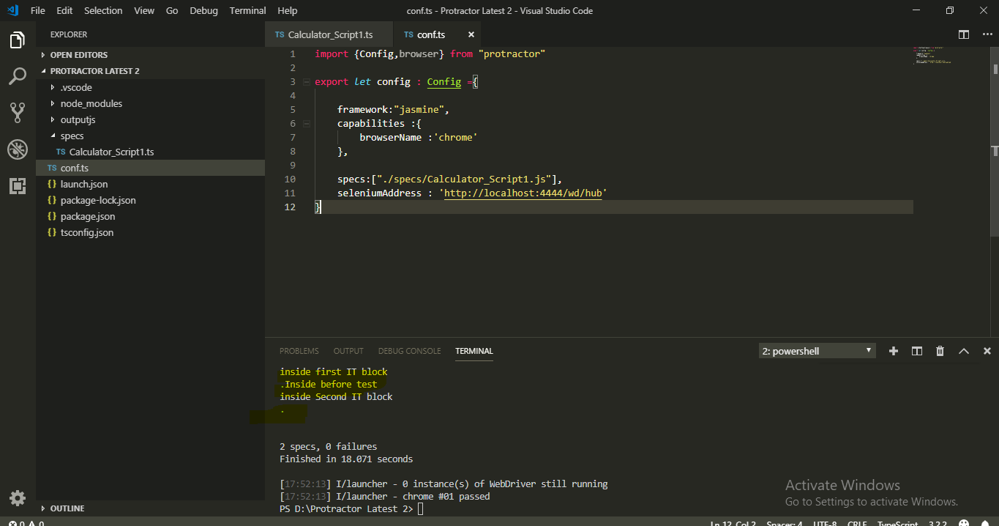 File Edit Selection View Go Debug Terminal Help
conf.ts - Protractor Latest 2 - Visual Studio Code
EXPLORER
OPEN EDITORS
PROTRACTOR LATEST 2
.vscode
node_modules
outputjs
specs
TS Calculator_Script1.ts
TS conf.ts
{} launch.json
{} package-lock.json
{} package.json
{} tsconfig.json
OUTLINE
TS Calculator_Script1.ts TS conf.ts
1 import {Config,browser} from "protractor"
2
3 export let config : Config ={
4
5 framework:"jasmine",
6 capabilities :{
7 browserName :'chrome'
8 },
9
10 specs:["./specs/Calculator_Script1.js"],
11 seleniumAddress : 'http://localhost:4444/wd/hub'
12 }
PROBLEMS OUTPUT DEBUG CONSOLE TERMINAL 2: powershell
inside first IT block
.Inside before test
inside Second IT block
.
2 specs, 0 failures
Finished in 18.071 seconds
[17:52:13] I/launcher - 0 instance(s) of WebDriver still running
[17:52:13] I/launcher - chrome #01 passed
PS D:\Protractor Latest 2>
Activate Windows
Go to Settings to activate Windows.
0 0 Ln 12, Col 2 Spaces: 4 UTF-8 CRLF TypeScript 3.2.2